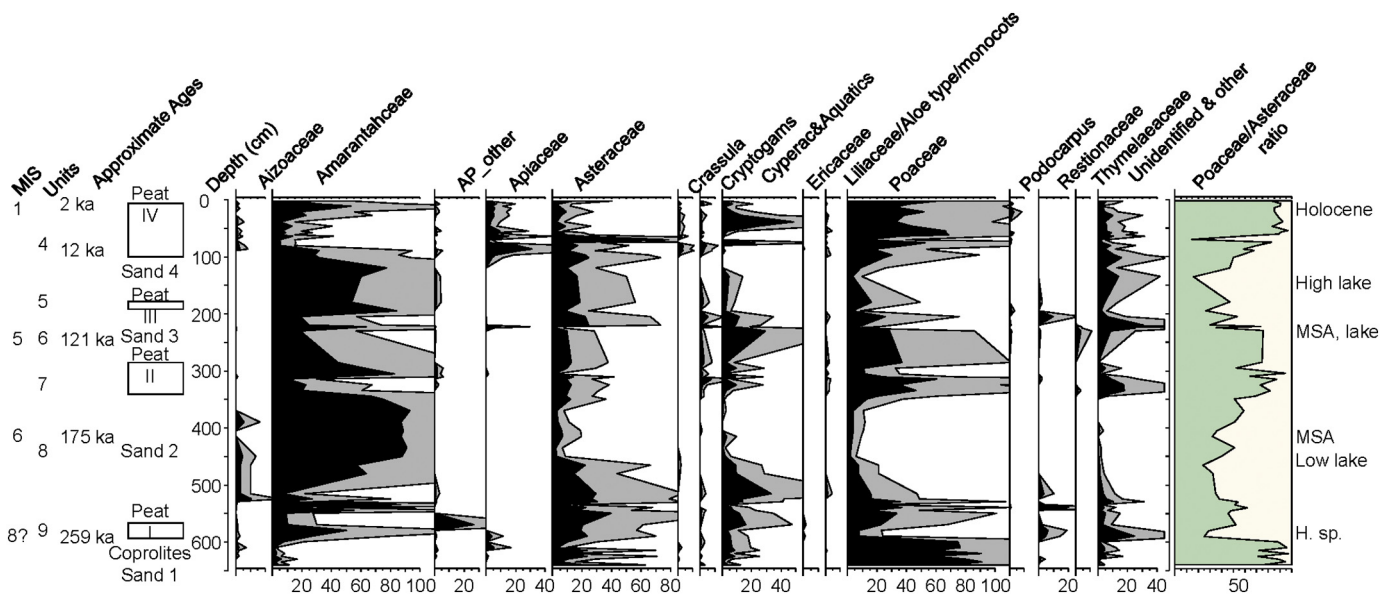 MIS
Units
Approximate Ages
Depth (cm)
Aizoaceae
Amarantahceae
AP_other
Apiaceae
Asteraceae
Crassula
Cryptogams
Cyperac&Aquatics
Ericaceae
Liliaceae/Aloe type/monocots
Poaceae
Podocarpus
Restionaceae
Thymelaeaceae
Unidentified & other
Poaceae/Asteraceae
ratio
1
4
5
5 6
7
6
8
8? 9
2 ka
12 ka
121 ka
175 ka
259 ka
Peat
IV
Sand 4
Peat
III
Sand 3
Peat
II
Sand 2
Peat
I
Coprolites
Sand 1
0
100
200
300
400
500
600
Holocene
High lake
MSA, lake
MSA
Low lake
H. sp.
20 40 60 80 100
20
20 40
20 40 60 80
20 40
20 40 60 80 100
20
20 40
50